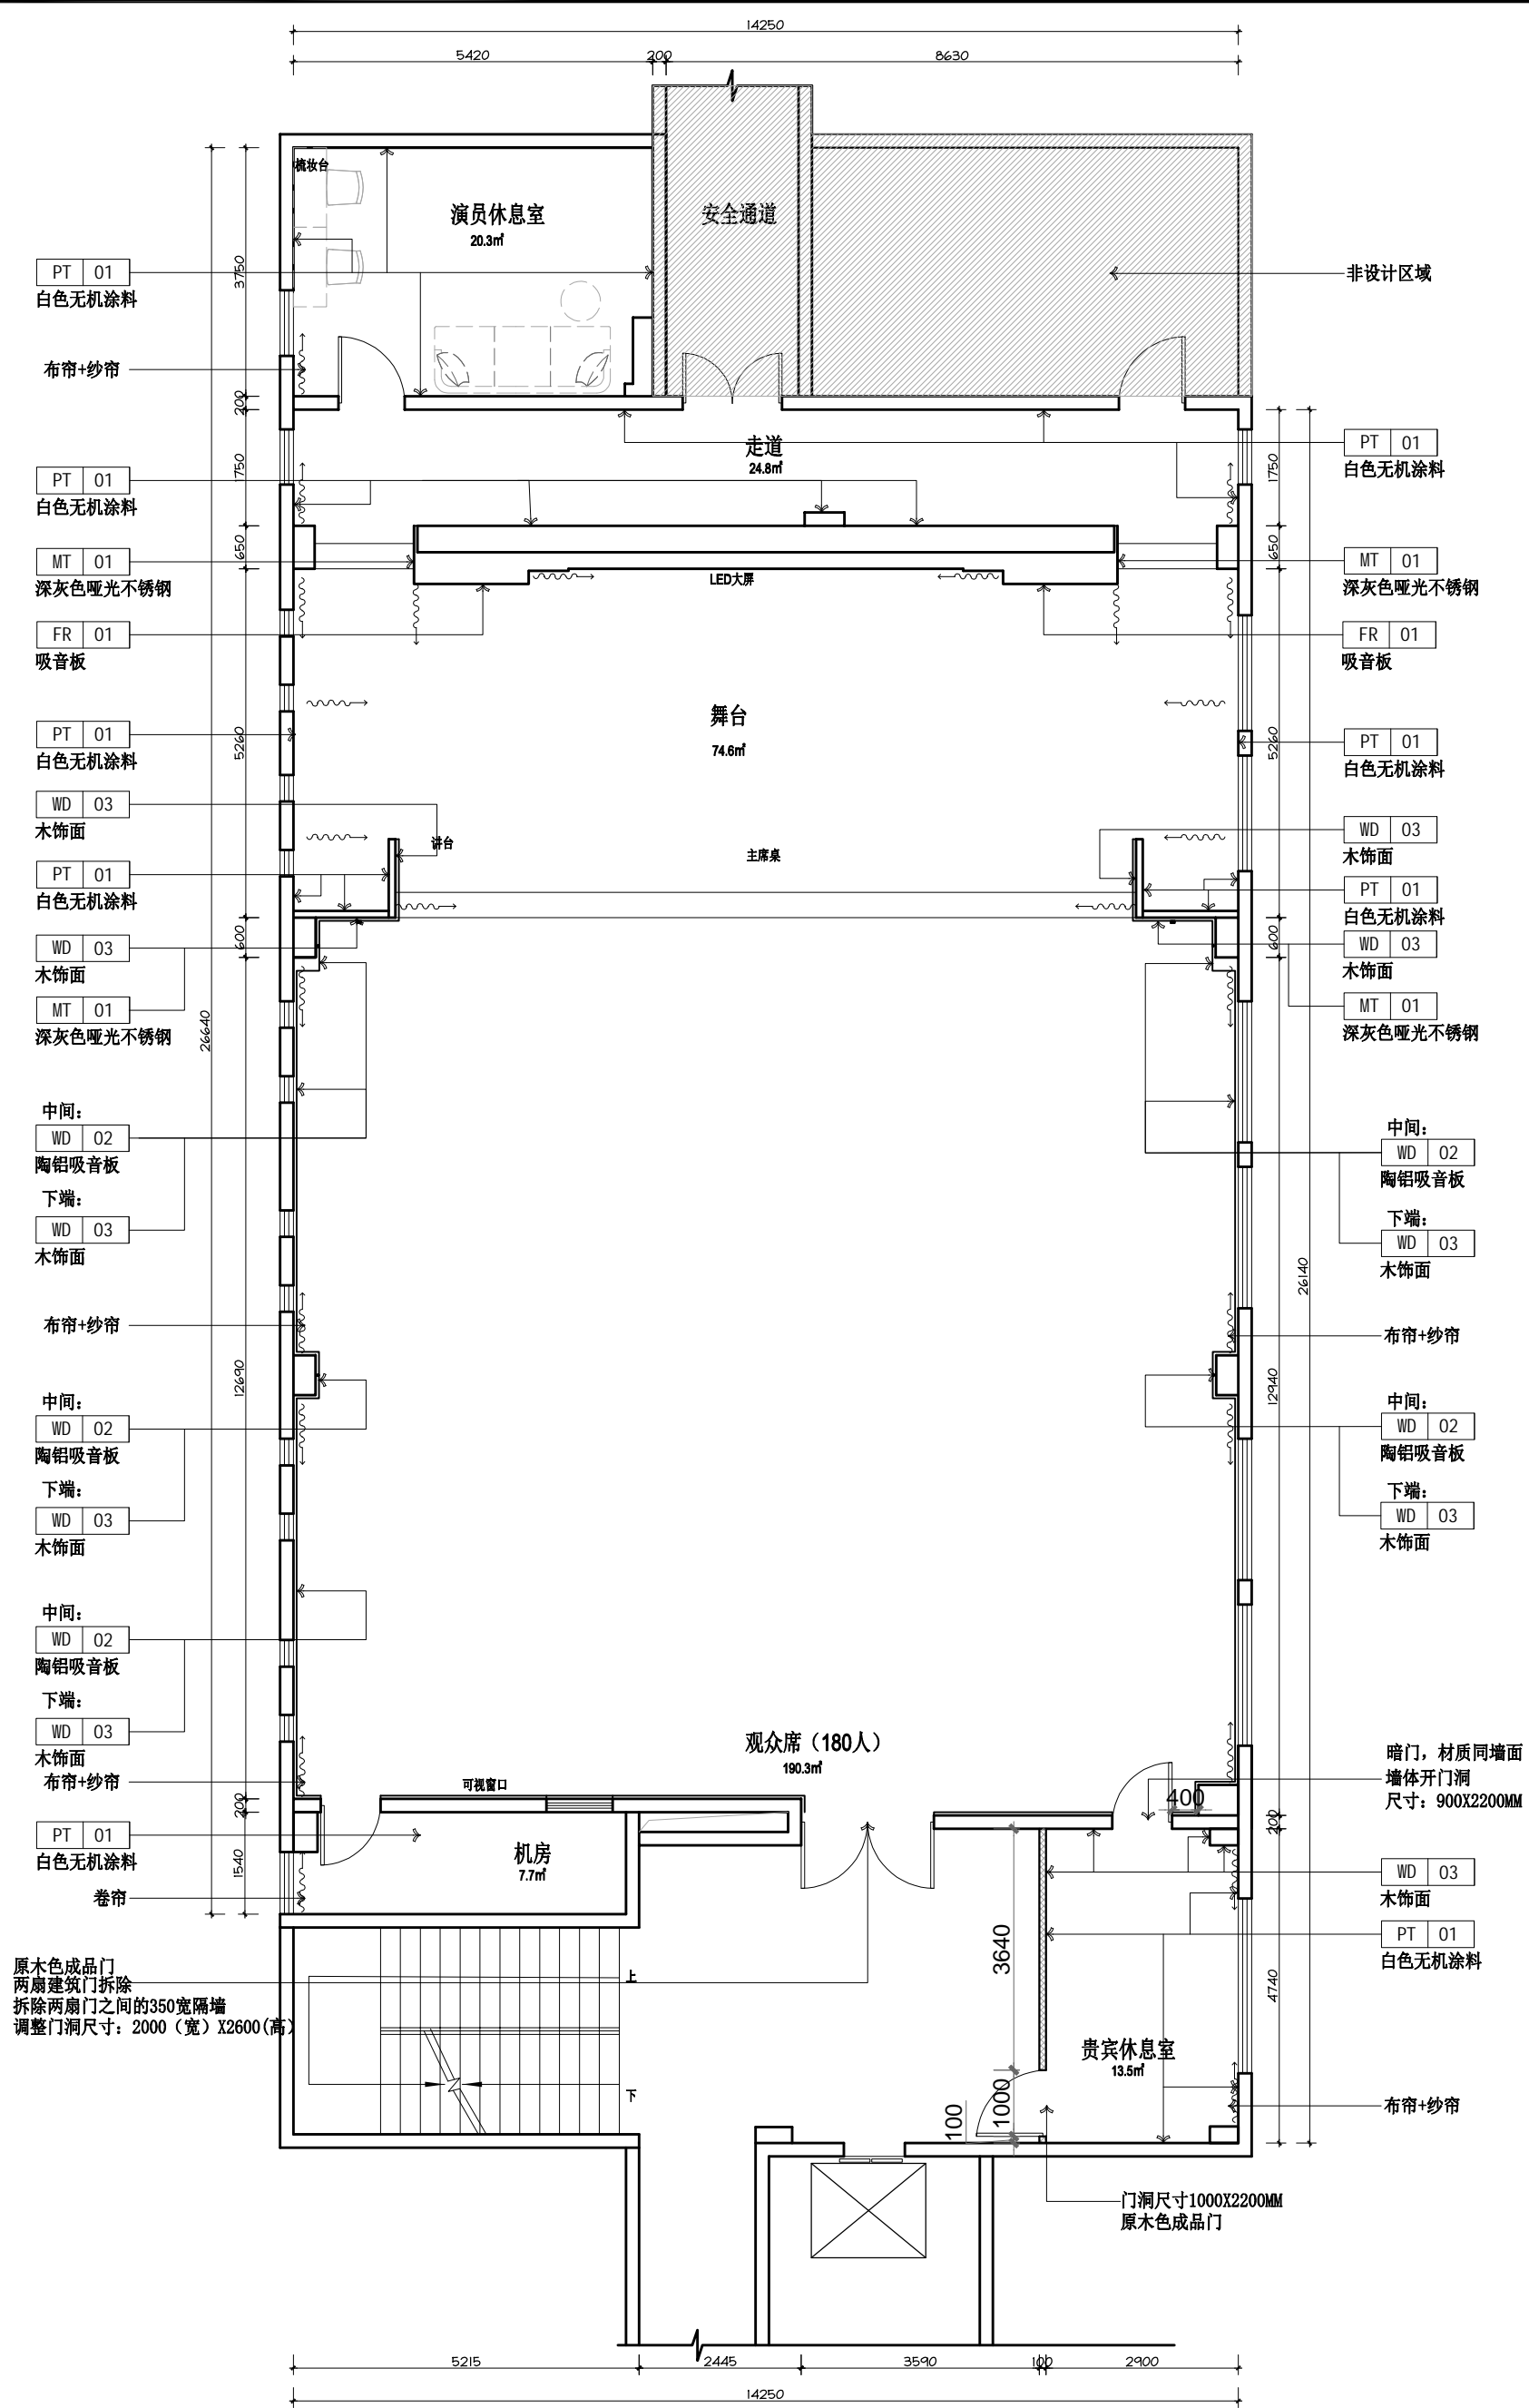 14250
5420
200
8630
梳妆台
演员休息室
20.3㎡
安全通道
PT 01
白色无机涂料
非设计区域
3750
布帘+纱帘
200
走道
24.8㎡
PT 01
白色无机涂料
PT 01
白色无机涂料
1750
1750
MT 01
深灰色哑光不锈钢
650
LED大屏
650
MT 01
深灰色哑光不锈钢
FR 01
吸音板
FR 01
吸音板
舞台
74.6㎡
PT 01
白色无机涂料
5260
5260
PT 01
白色无机涂料
WD 03
木饰面
讲台
主席桌
WD 03
木饰面
PT 01
白色无机涂料
PT 01
白色无机涂料
WD 03
木饰面
600
600
WD 03
木饰面
MT 01
深灰色哑光不锈钢
MT 01
深灰色哑光不锈钢
26640
中间：
WD 02
陶铝吸音板
下端：
WD 03
木饰面
中间：
WD 02
陶铝吸音板
下端：
WD 03
木饰面
26140
布帘+纱帘
布帘+纱帘
12690
12940
中间：
WD 02
陶铝吸音板
下端：
WD 03
木饰面
中间：
WD 02
陶铝吸音板
下端：
WD 03
木饰面
中间：
WD 02
陶铝吸音板
下端：
WD 03
木饰面
布帘+纱帘
观众席（180人）
190.3㎡
可视窗口
暗门，材质同墙面
墙体开门洞
尺寸：900X2200MM
400
200
200
PT 01
白色无机涂料
机房
7.7㎡
1540
卷帘
WD 03
木饰面
PT 01
白色无机涂料
原木色成品门
两扇建筑门拆除
拆除两扇门之间的350宽隔墙
调整门洞尺寸：2000（宽）X2600(高）
上
下
3640
4740
贵宾休息室
13.5㎡
1000
100
布帘+纱帘
门洞尺寸1000X2200MM
原木色成品门
5215
2445
3590
100
2900
14250